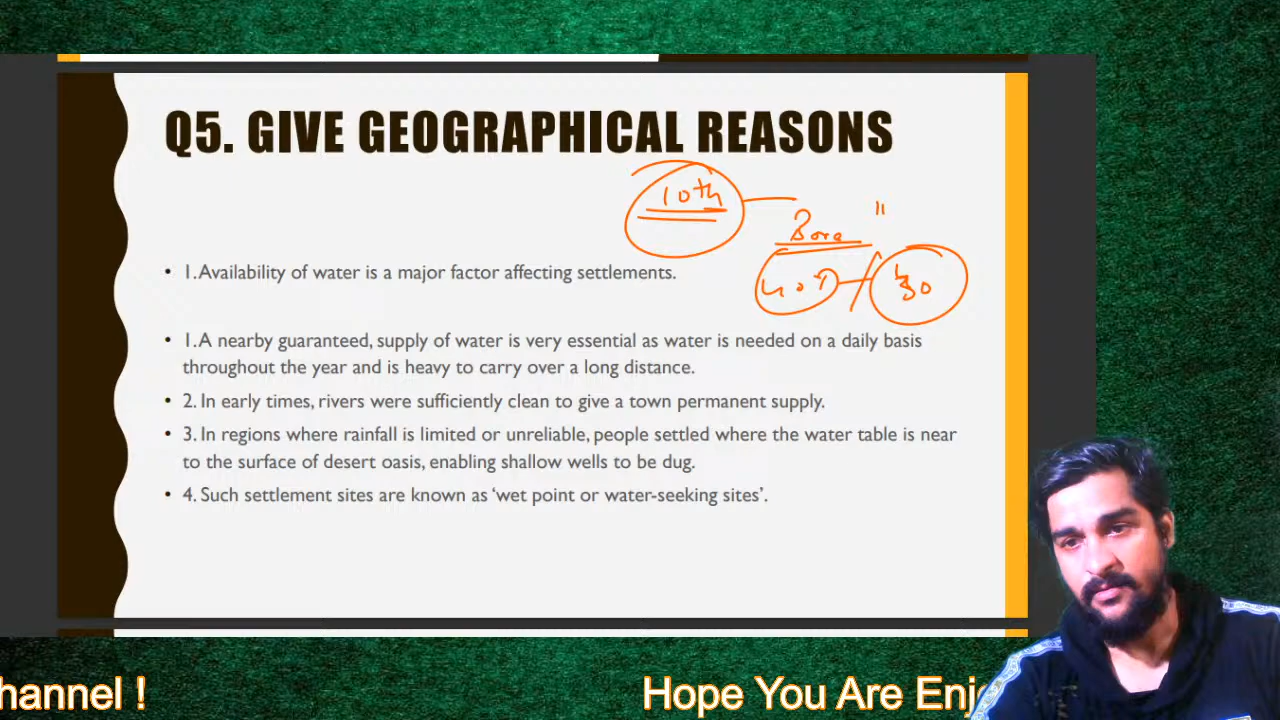 Q5. GIVE GEOGRAPHICAL REASONS
10th
30
• 1. Availability of water is a major factor affecting settlements.
• 1. A nearby guaranteed, supply of water is very essential as water is needed on a daily basis
throughout the year and is heavy to carry over a long distance.
• 2. In early times, rivers were sufficiently clean to give a town permanent supply.
• 3. In regions where rainfall is limited or unreliable, people settled where the water table is near
to the surface of desert oasis, enabling shallow wells to be dug.
• 4. Such settlement sites are known as ‘wet point or water-seeking sites’.
hannel ! Hope You Are Enj